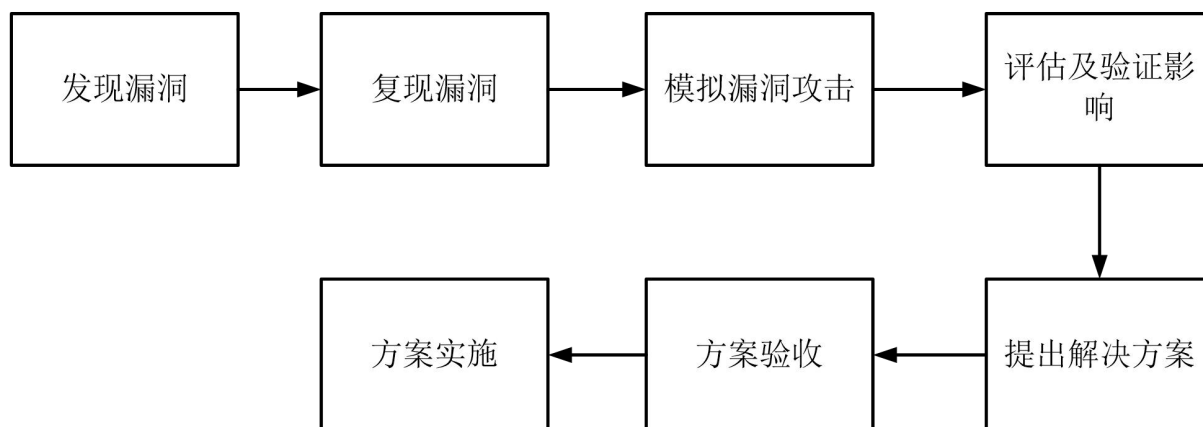 发现漏洞
复现漏洞
模拟漏洞攻击
评估及验证影
响
提出解决方案
方案验收
方案实施